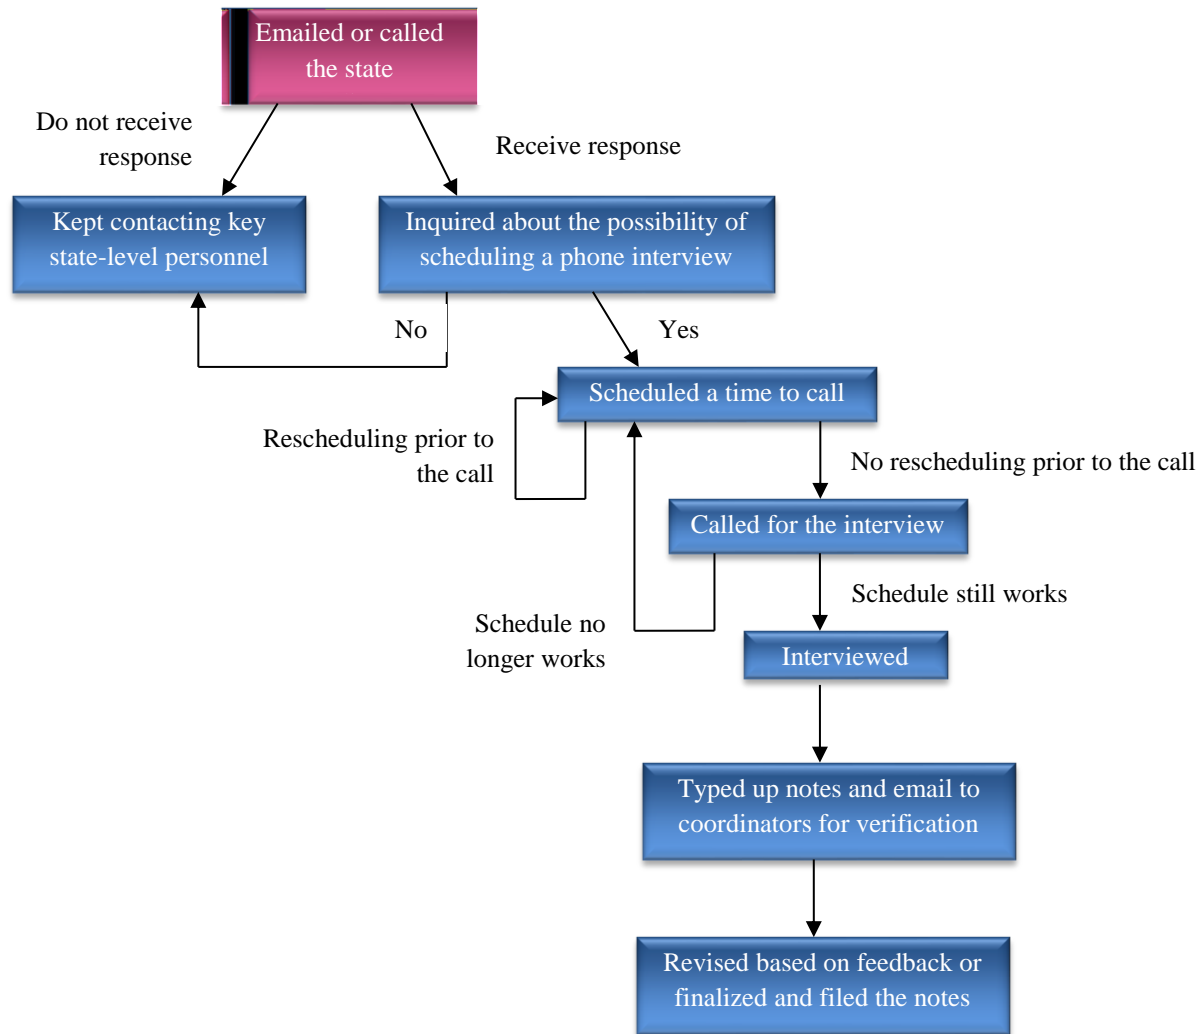 Emailed or called
the state
Do not receive
response
Receive response
Kept contacting key
state-level personnel
Inquired about the possibility of
scheduling a phone interview
No
Yes
Scheduled a time to call
Rescheduling prior to
the call
No rescheduling prior to the call
Called for the interview
Schedule still works
Schedule no
longer works
Interviewed
Typed up notes and email to
coordinators for verification
Revised based on feedback or
finalized and filed the notes